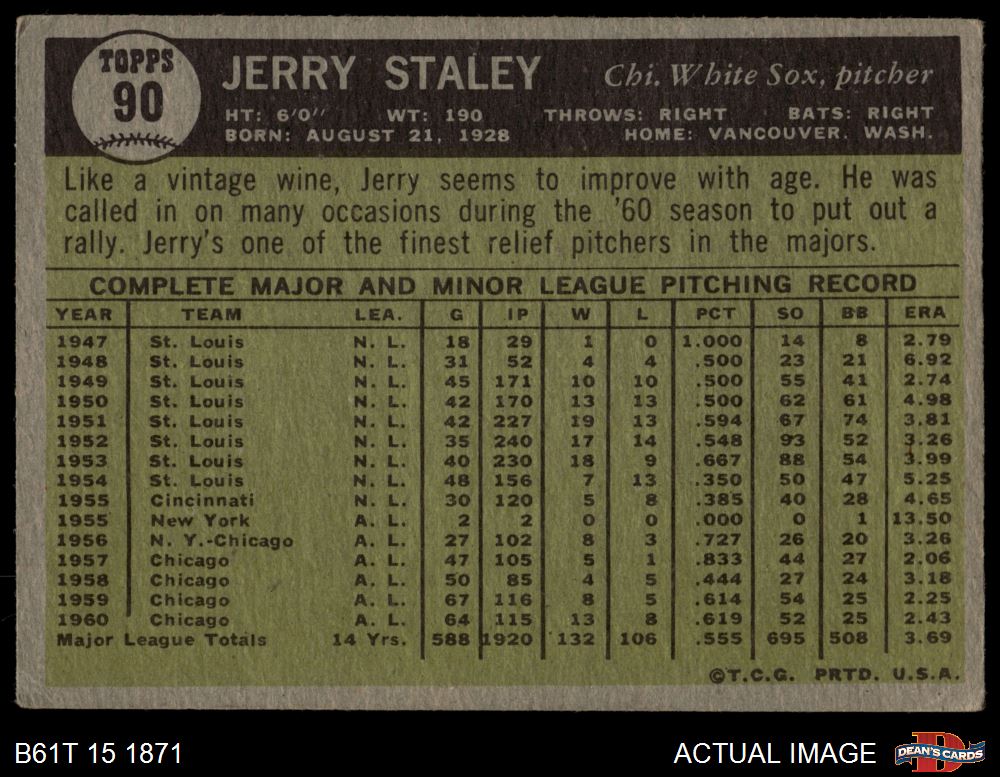 TOPPS
90
JERRY STALEY Chi. White Sox, pitcher
HT: 6'0" WT: 190 THROWS: RIGHT BATS: RIGHT
BORN: AUGUST 21, 1928 HOME: VANCOUVER, WASH.
Like a vintage wine, Jerry seems to improve with age. He was
called in on many occasions during the '60 season to put out a
rally. Jerry's one of the finest relief pitchers in the majors.
COMPLETE MAJOR AND MINOR LEAGUE PITCHING RECORD
YEAR TEAM LEA. G IP W L PCT SO BB ERA
1947 St. Louis N. L. 18 29 1 0 1.000 14 8 2.79
1948 St. Louis N. L. 31 52 4 4 .500 23 21 6.92
1949 St. Louis N. L. 45 171 10 10 .500 55 41 2.74
1950 St. Louis N. L. 42 170 13 13 .500 62 61 4.98
1951 St. Louis N. L. 42 227 19 13 .594 67 74 3.81
1952 St. Louis N. L. 35 240 17 14 .548 93 52 3.26
1953 St. Louis N. L. 40 230 18 9 .667 88 54 3.99
1954 St. Louis N. L. 48 156 7 13 .350 50 47 5.25
1955 Cincinnati N. L. 30 120 5 8 .385 40 28 4.65
1955 New York A. L. 2 2 0 0 .000 0 1 13.50
1956 N. Y.-Chicago A. L. 27 102 8 3 .727 26 20 3.26
1957 Chicago A. L. 47 105 5 1 .833 44 27 2.06
1958 Chicago A. L. 50 85 4 5 .444 27 24 3.18
1959 Chicago A. L. 67 116 8 5 .614 54 25 2.25
1960 Chicago A. L. 64 115 13 8 .619 52 25 2.43
Major League Totals 14 Yrs. 588 1920 132 106 .555 695 508 3.69
©T.C.G. PRTD. U.S.A.
B61T 15 1871 ACTUAL IMAGE DEAN'S CARDS